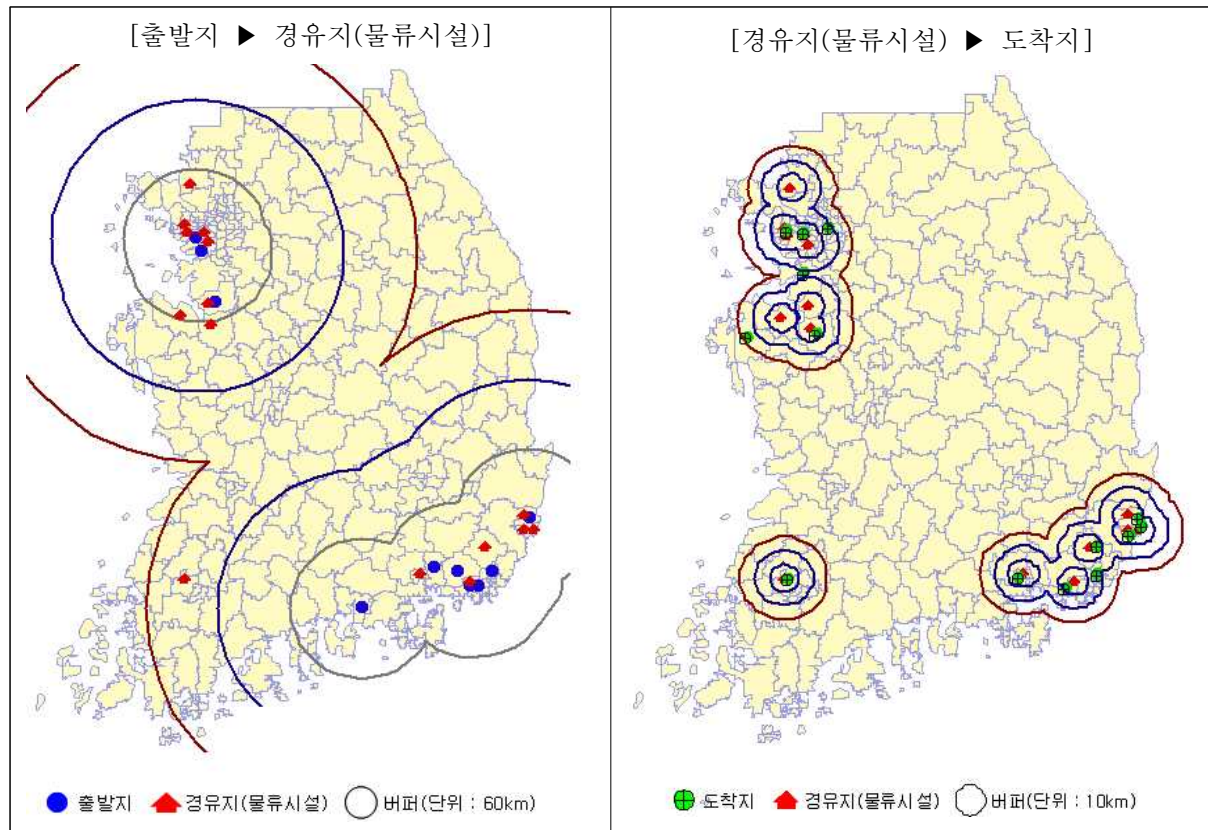 [출발지 ▶ 경유지(물류시설)]
[경유지(물류시설) ▶ 도착지]
출발지 경유지(물류시설) 버퍼(단위 : 60km)
도착지 경유지(물류시설) 버퍼(단위 : 10km)